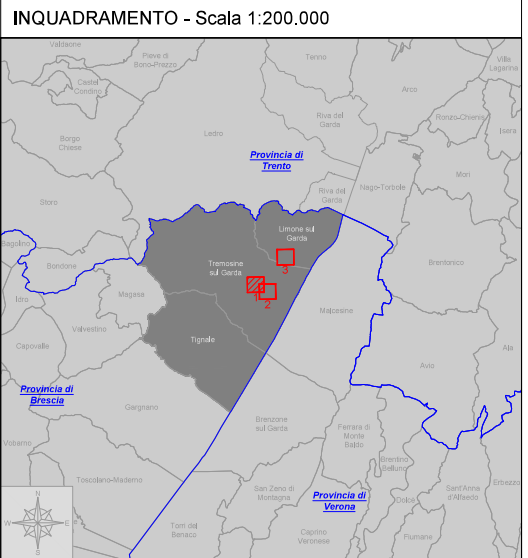 INQUADRAMENTO - Scala 1:200.000
Valdaone
Pieve di
Bono-Prezzo
Tenno
Villa
Lagarina
Castel
Condino
Arco
Riva del
Garda
Ronzo-Chienis
Isera
Borgo
Chiese
Ledro
Provincia di
Trento
Mori
Riva del
Garda
Nago-Torbole
Storo
Limone sul
Garda
Bagolino
Bondone
Tremosine
sul Garda
3
Brentonico
Idro
Magasa
1
2
Malcesine
Valvestino
Capovalle
Tignale
Ala
Avio
Provincia di
Brescia
Gargnano
Brenzone
sul Garda
Ferrara di
Monte
Baldo
Vobarno
Brentino
Belluno
Toscolano-Maderno
San Zeno di
Montagna
Provincia di
Verona
Dolcè
Sant'Anna
d'Alfaedo
Erbezzo
N
W
E
S
Torri del
Benaco
Caprino
Veronese
Fumane